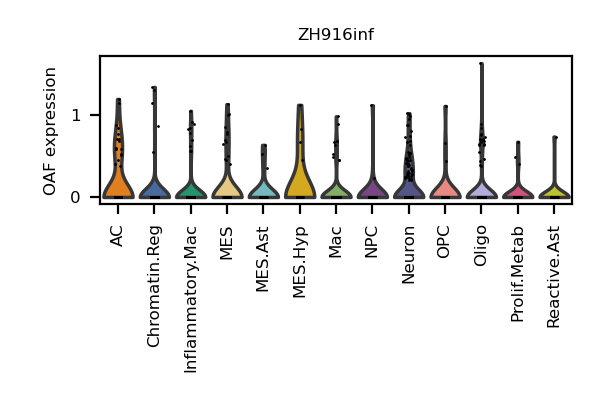 ZH916inf
OAF expression
1
0
AC
Chromatin.Reg
Inflammatory.Mac
MES
MES.Ast
MES.Hyp
Mac
NPC
Neuron
OPC
Oligo
Prolif.Metab
Reactive.Ast